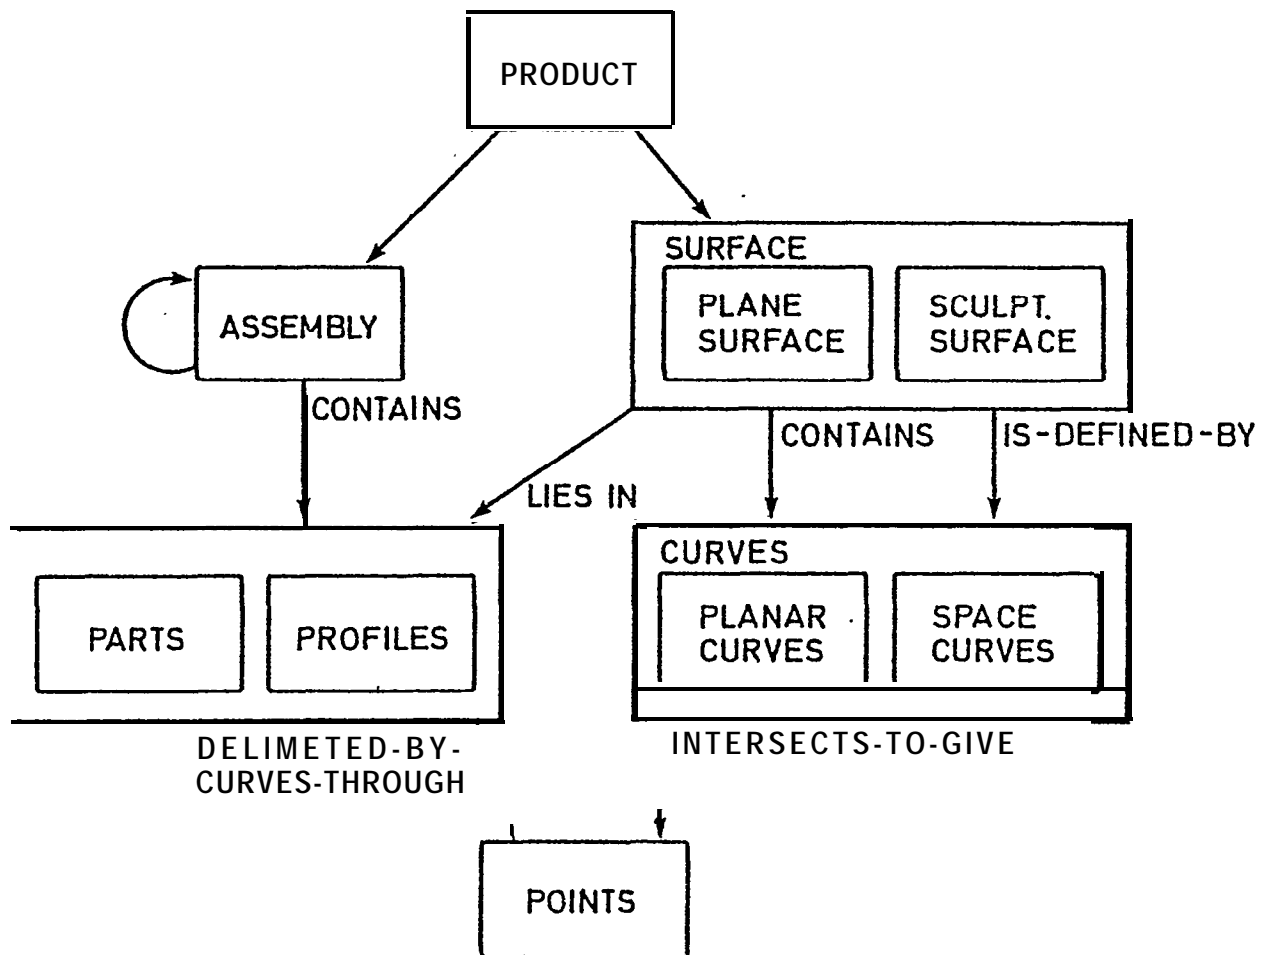 PRODUCT
SURFACE
PLANE
SURFACE
SCULPT.
SURFACE
ASSEMBLY
CONTAINS
CONTAINS
IS-DEFINED-BY
LIES IN
PARTS
PROFILES
CURVES
PLANAR
CURVES
SPACE
CURVES
DELIMETED-BY-
CURVES-THROUGH
INTERSECTS-TO-GIVE
POINTS